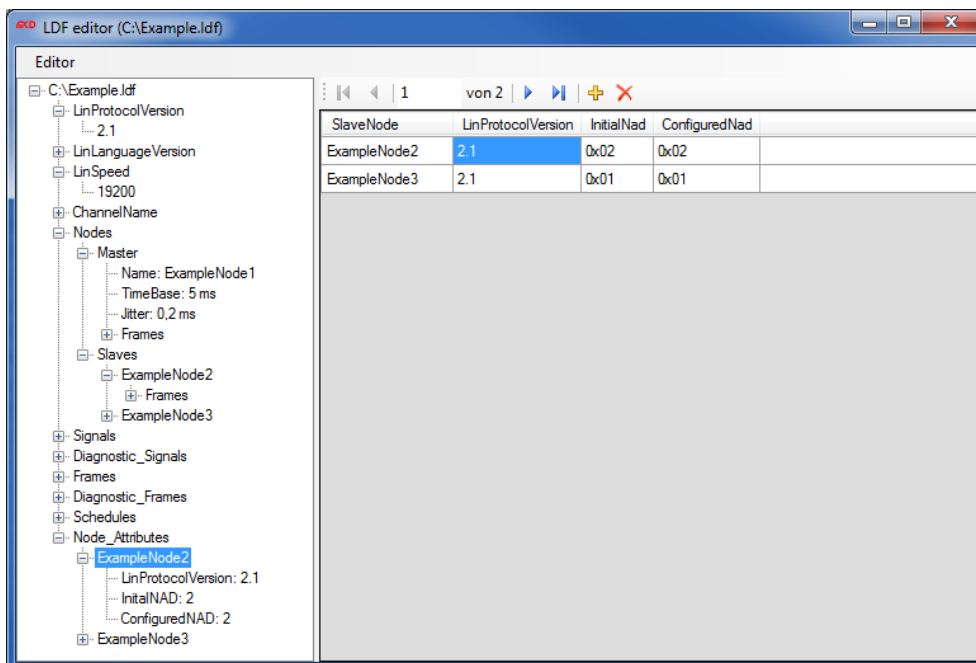 LDF editor (C:\Example.ldf)
Editor
C:\Example.ldf
LinProtocolVersion
2.1
LinLanguageVersion
LinSpeed
19200
ChannelName
Nodes
Master
Name: ExampleNode1
TimeBase: 5 ms
Jitter: 0,2 ms
Frames
Slaves
ExampleNode2
Frames
ExampleNode3
Signals
Diagnostic_Signals
Frames
Diagnostic_Frames
Schedules
Node_Attributes
ExampleNode2
LinProtocolVersion: 2.1
InitalNAD: 2
ConfiguredNAD: 2
ExampleNode3
1 von 2
SlaveNode LinProtocolVersion InitialNad ConfiguredNad
ExampleNode2 2.1 0x02 0x02
ExampleNode3 2.1 0x01 0x01